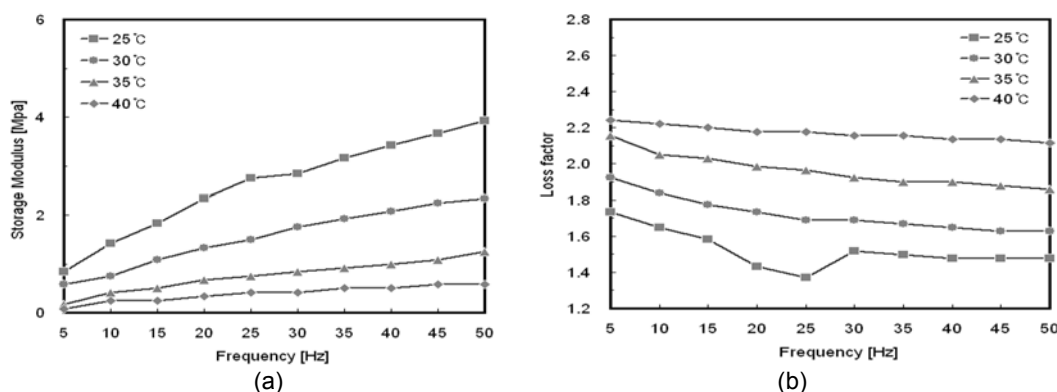 6
4
2
0
Storage Modulus [Mpa]
25℃
30℃
35℃
40℃
5 10 15 20 25 30 35 40 45 50
Frequency [Hz]
(a)
2.8
2.6
2.4
2.2
2.0
1.8
1.6
1.4
1.2
Loss factor
25℃
30℃
35℃
40℃
5 10 15 20 25 30 35 40 45 50
Frequency [Hz]
(b)